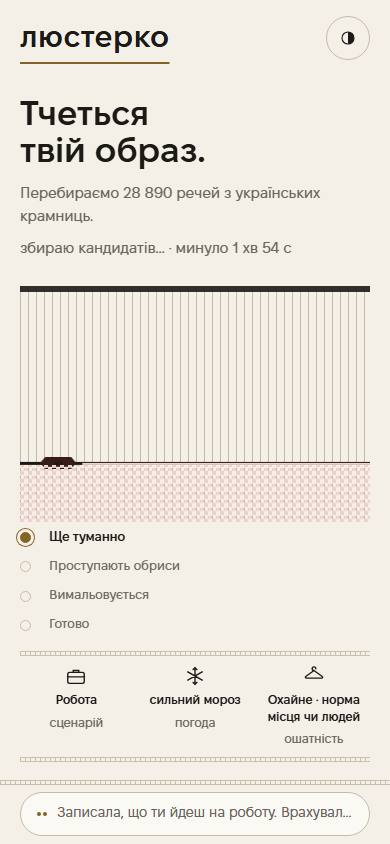 люстерко
Тчеться
твій образ.
Перебираємо 28 890 речей з українських
крамниць.
збираю кандидатів... · минуло 1 хв 54 с
Ще туманно
Проступають обриси
Вимальовується
Готово
Робота
сценарій
сильний мороз
погода
Охайне · норма
місця чи людей
ошатність
Записала, що ти йдеш на роботу. Врахувал...